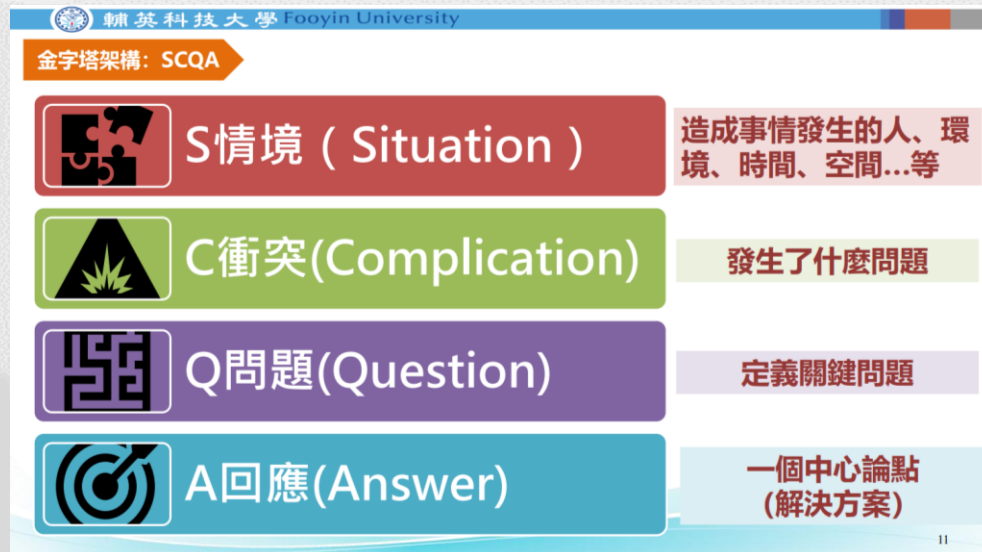 輔英科技大學 Fooyin University
金字塔架構：SCQA
S情境（Situation）
造成事情發生的人、環
境、時間、空間…等
C衝突(Complication)
發生了什麼問題
Q問題(Question)
定義關鍵問題
A回應(Answer)
一個中心論點
(解決方案)
11